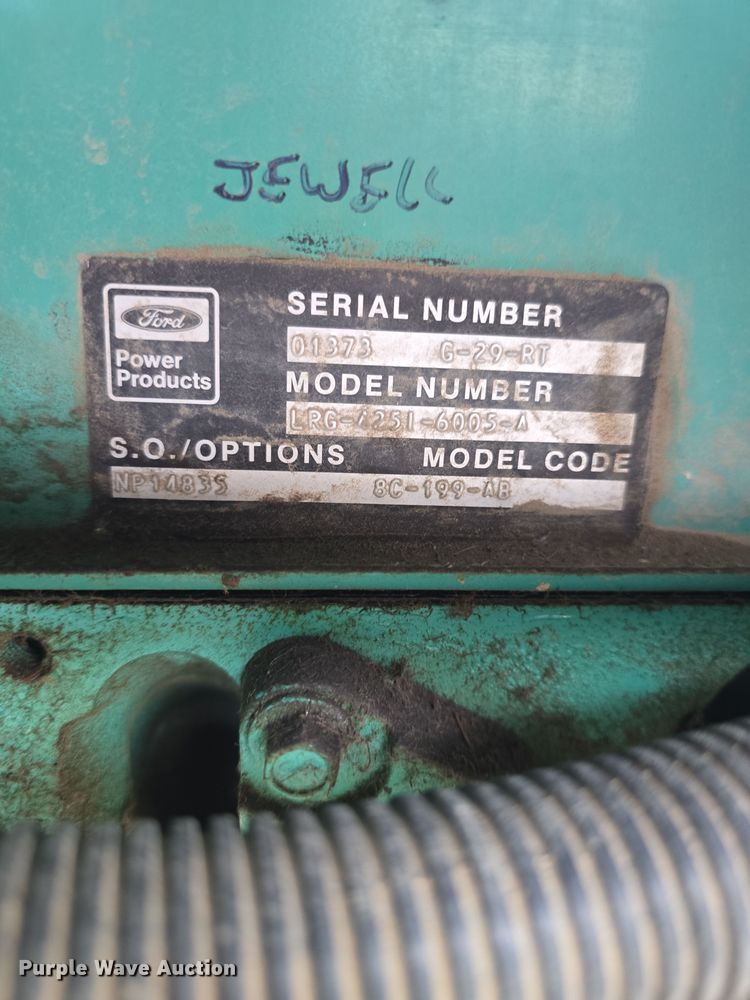 JEWELL
Ford
Power
Products
SERIAL NUMBER
01373 G-29-RT
MODEL NUMBER
LRG-4251-6005-A
S.O./OPTIONS MODEL CODE
NP14835 8C-199-AB
Purple Wave Auction